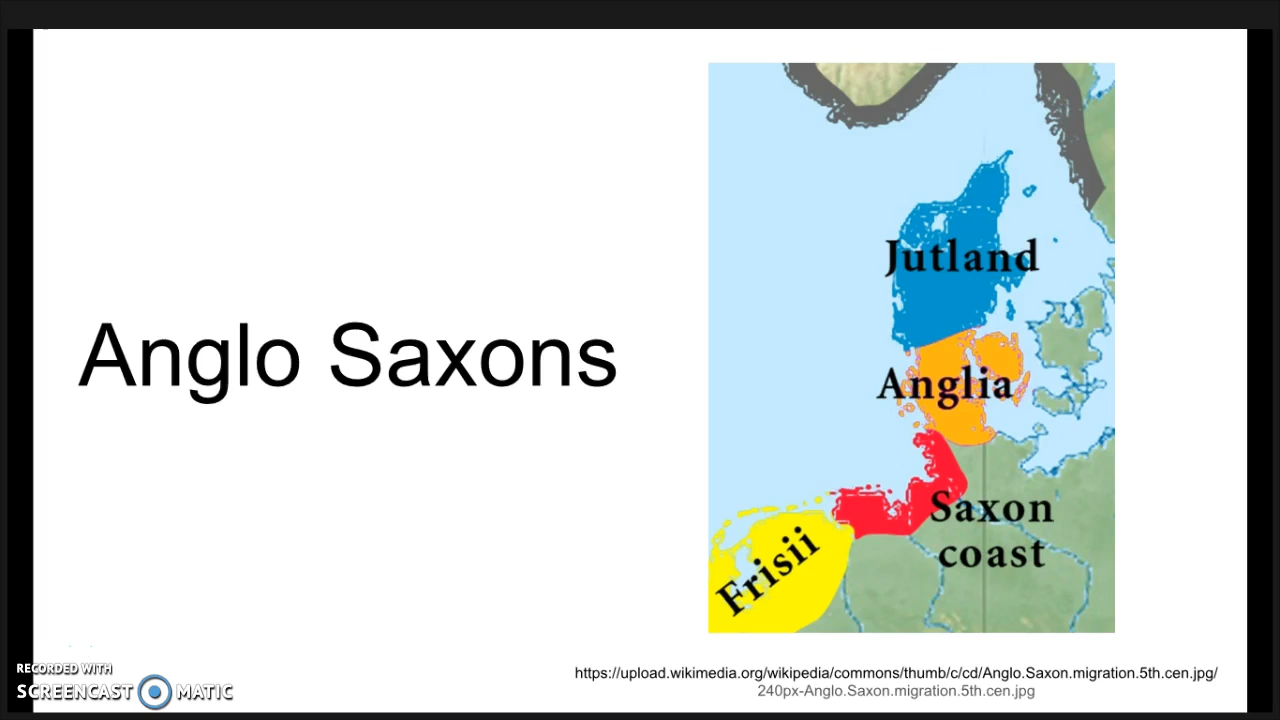 Anglo Saxons
Jutland
Anglia
Saxon
coast
Frisii
https://upload.wikimedia.org/wikipedia/commons/thumb/c/cd/Anglo.Saxon.migration.5th.cen.jpg/
240px-Anglo.Saxon.migration.5th.cen.jpg
RECORDED WITH
SCREENCAST MATIC